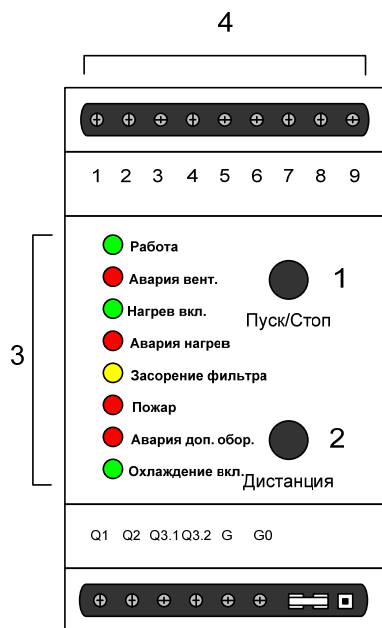 4
1 2 3 4 5 6 7 8 9
Работа
Авария вент.
1
Нагрев вкл.
Пуск/Стоп
Авария нагрев
3
Засорение фильтра
Пожар
Авария доп. обор.
2
Охлаждение вкл.
Дистанция
Q1 Q2 Q3.1 Q3.2 G G0